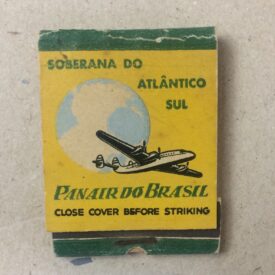 SOBERANA DO
ATLÂNTICO
SUL
PANAIR DO BRASIL
CLOSE COVER BEFORE STRIKING